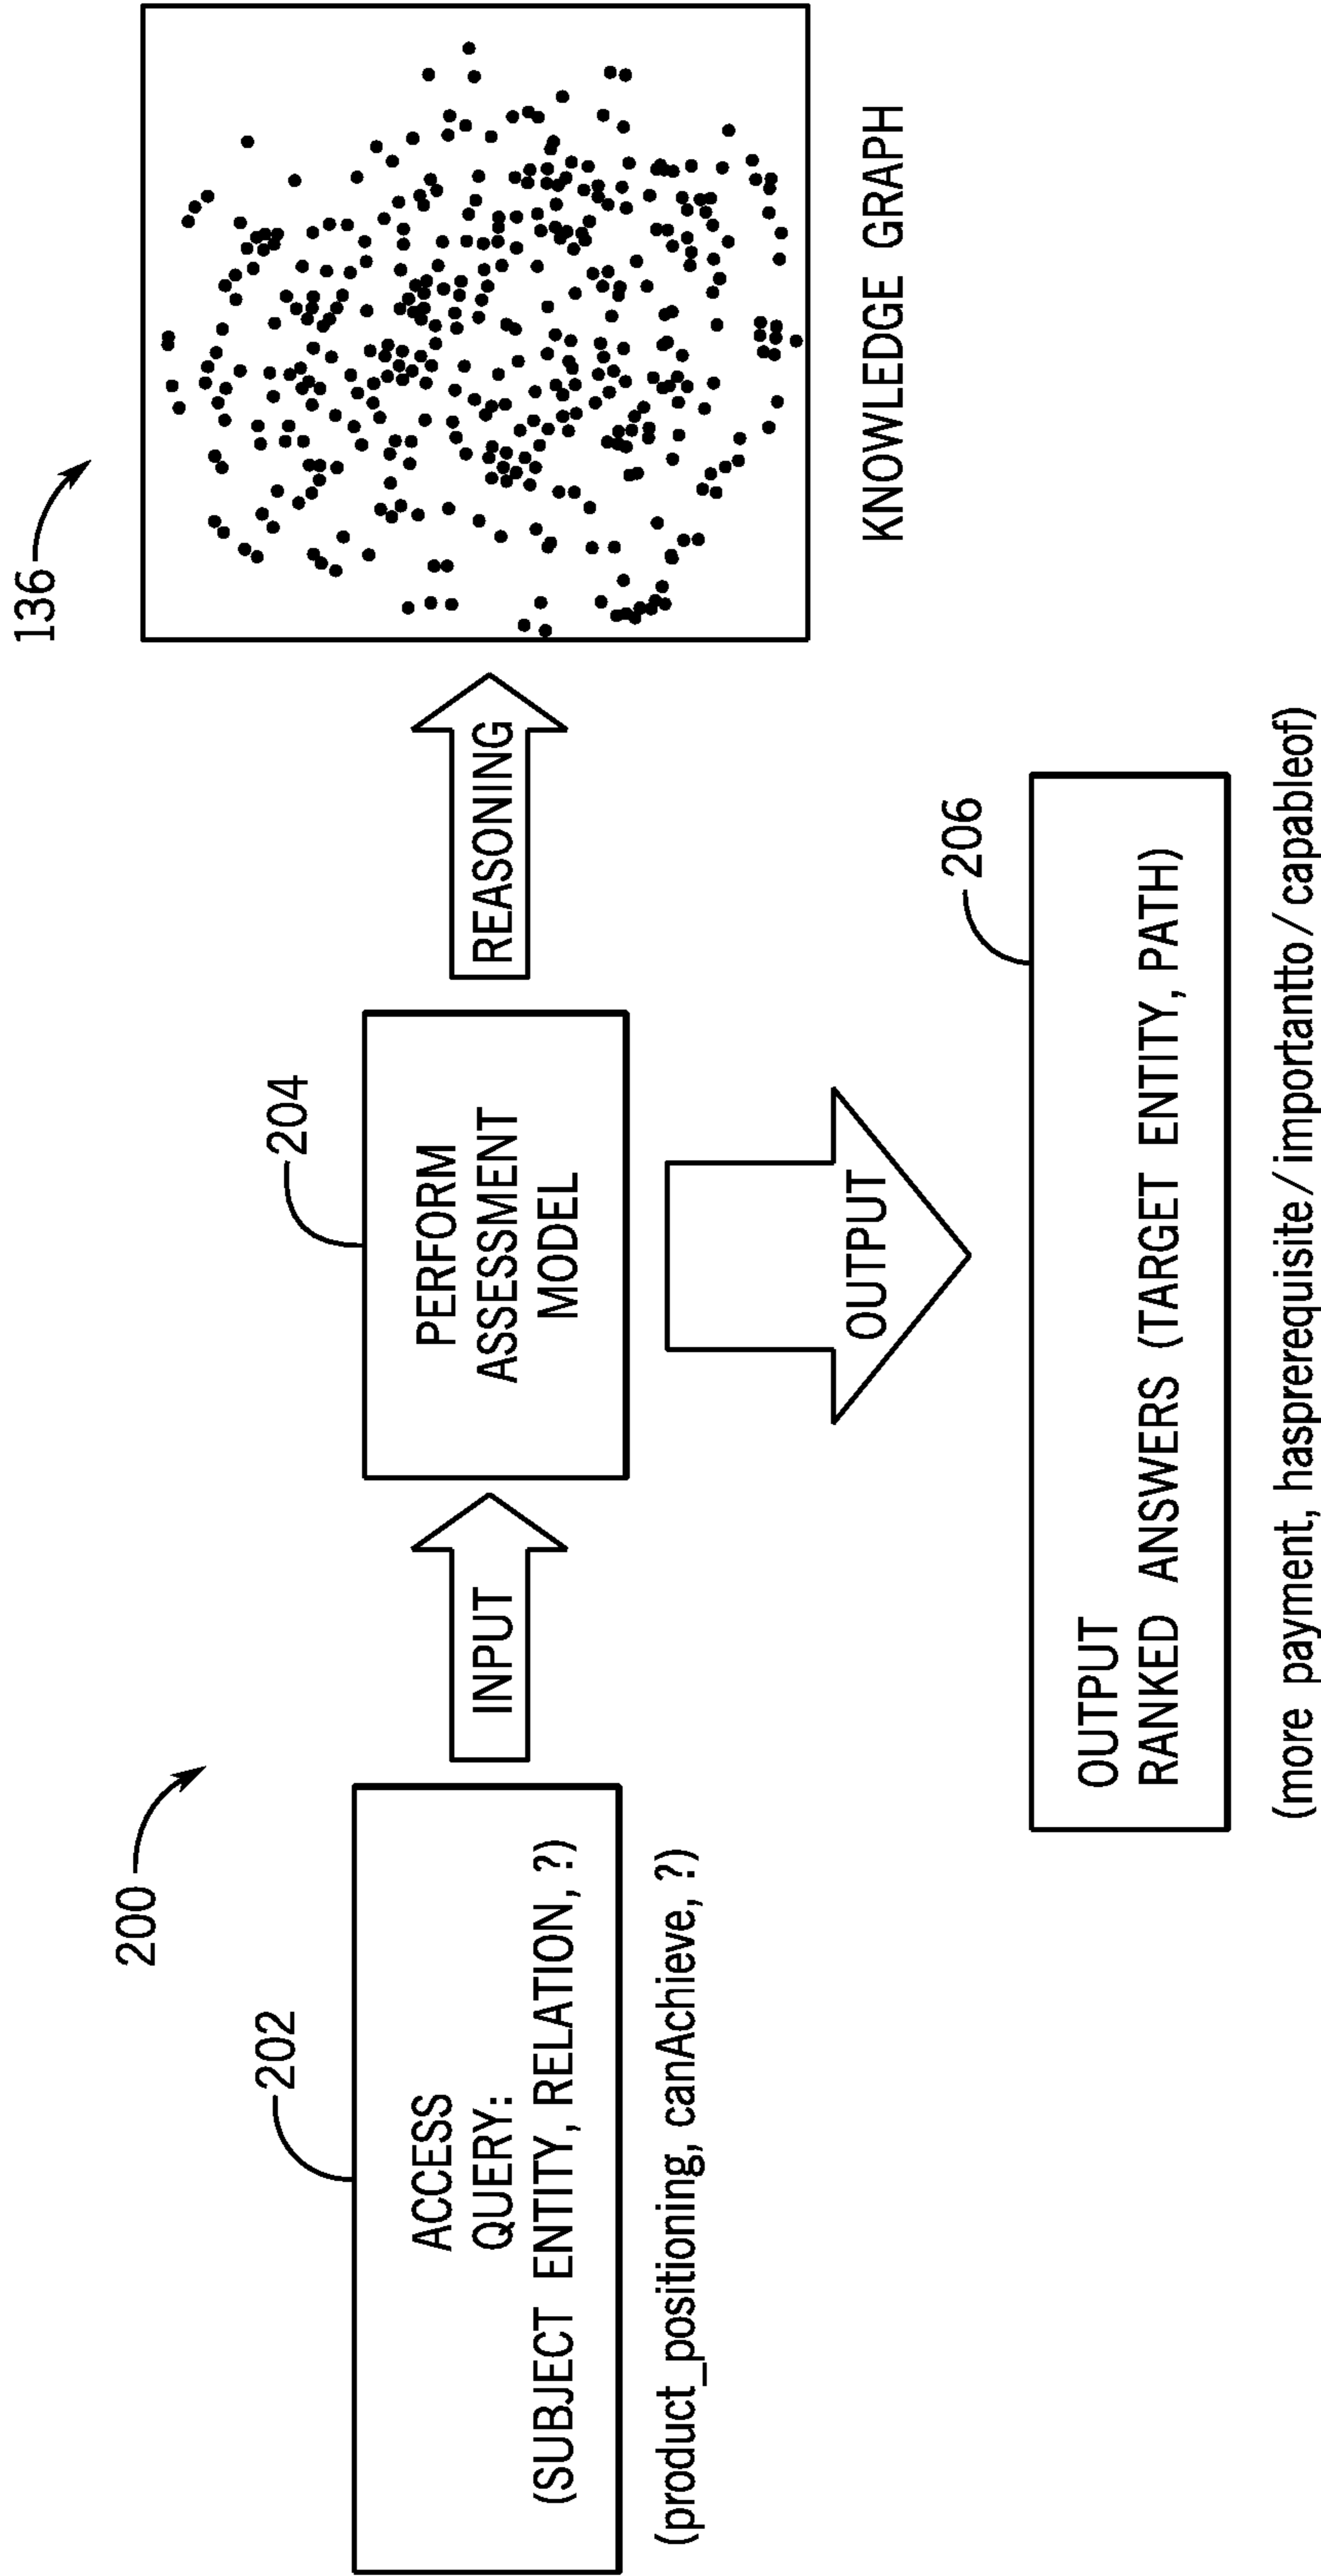 200
136
202
ACCESS
QUERY:
(SUBJECT ENTITY, RELATION, ?)
(product_positioning, canAchieve, ?)
INPUT
204
PERFORM
ASSESSMENT
MODEL
REASONING
KNOWLEDGE GRAPH
OUTPUT
206
OUTPUT
RANKED ANSWERS (TARGET ENTITY, PATH)
(more payment, hasprerequisite/importantto/capableof)